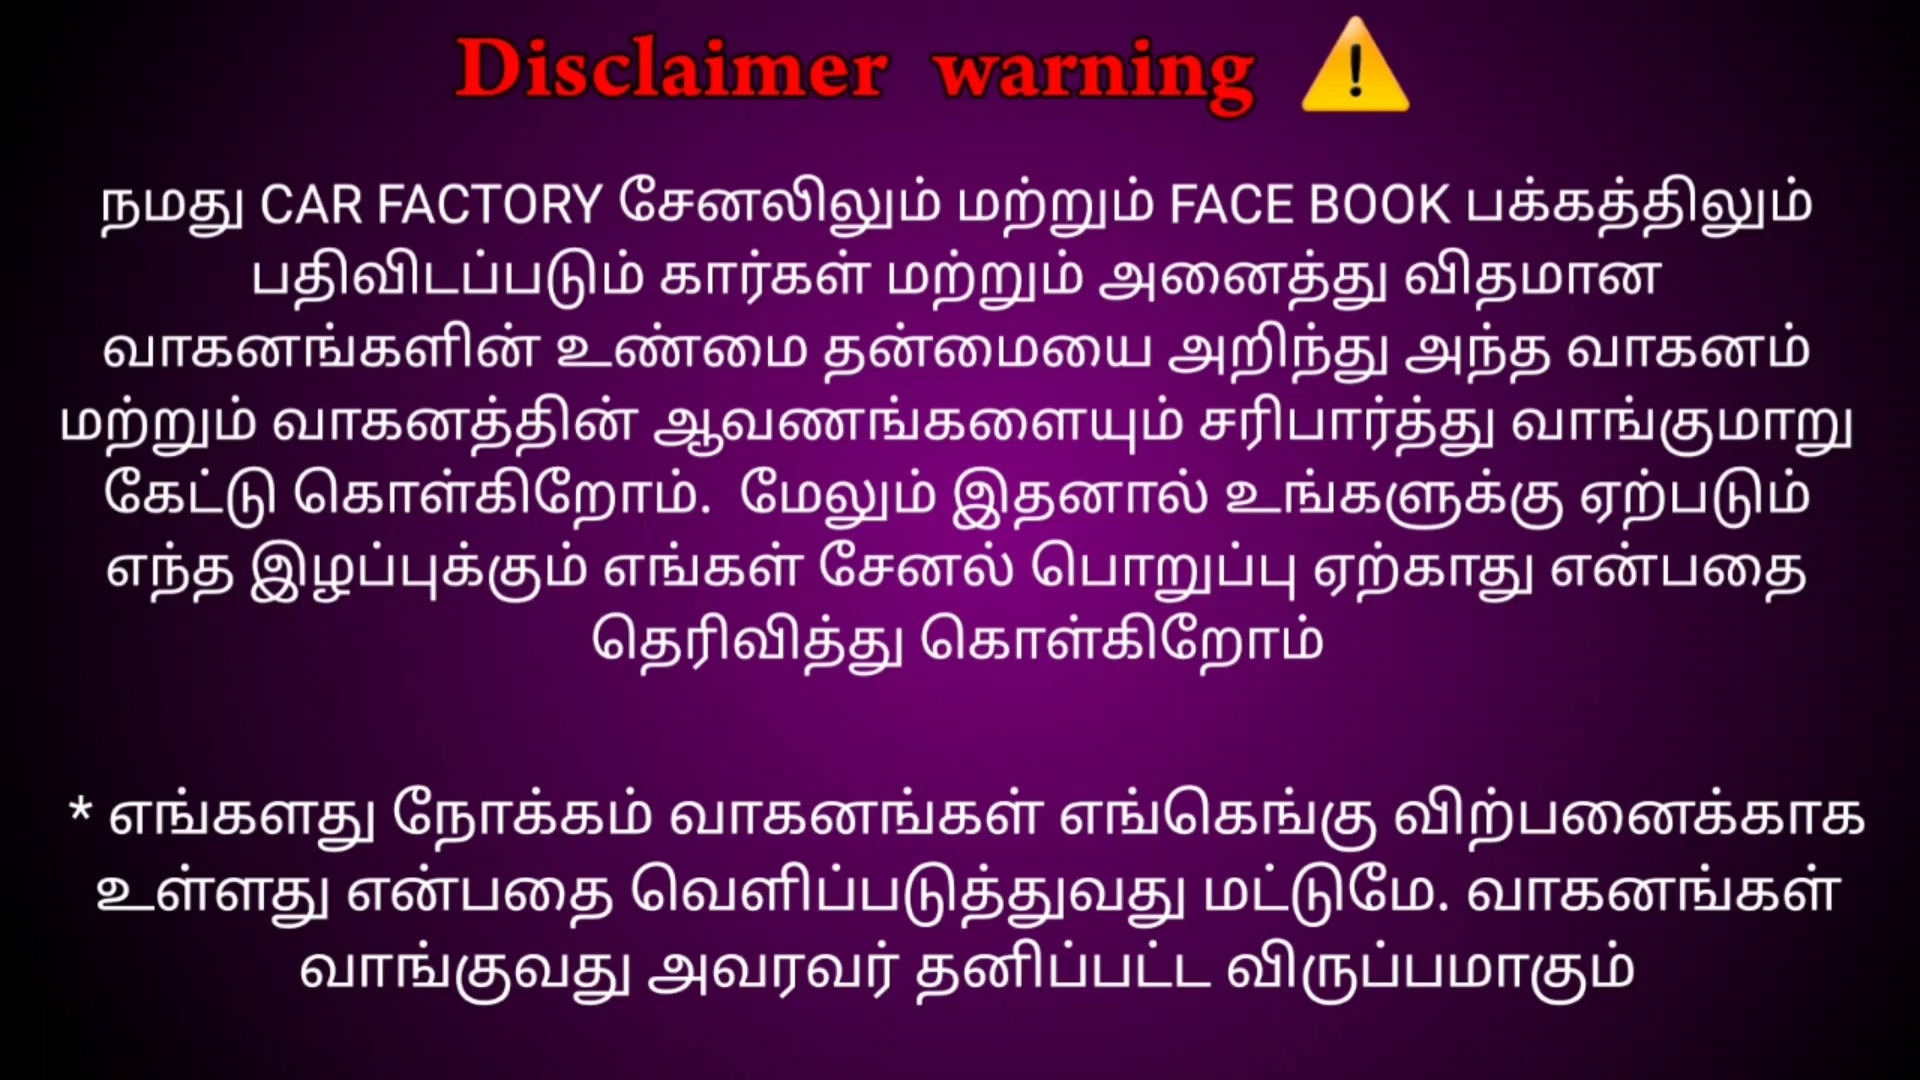 Disclaimer warning ⚠
நமது CAR FACTORY சேனலிலும் மற்றும் FACE BOOK பக்கத்திலும்
பதிவிடப்படும் கார்கள் மற்றும் அனைத்து விதமான
வாகனங்களின் உண்மை தன்மையை அறிந்து அந்த வாகனம்
மற்றும் வாகனத்தின் ஆவணங்களையும் சரிபார்த்து வாங்குமாறு
கேட்டு கொள்கிறோம். மேலும் இதனால் உங்களுக்கு ஏற்படும்
எந்த இழப்புக்கும் எங்கள் சேனல் பொறுப்பு ஏற்காது என்பதை
தெரிவித்து கொள்கிறோம்
* எங்களது நோக்கம் வாகனங்கள் எங்கெங்கு விற்பனைக்காக
உள்ளது என்பதை வெளிப்படுத்துவது மட்டுமே. வாகனங்கள்
வாங்குவது அவரவர் தனிப்பட்ட விருப்பமாகும்